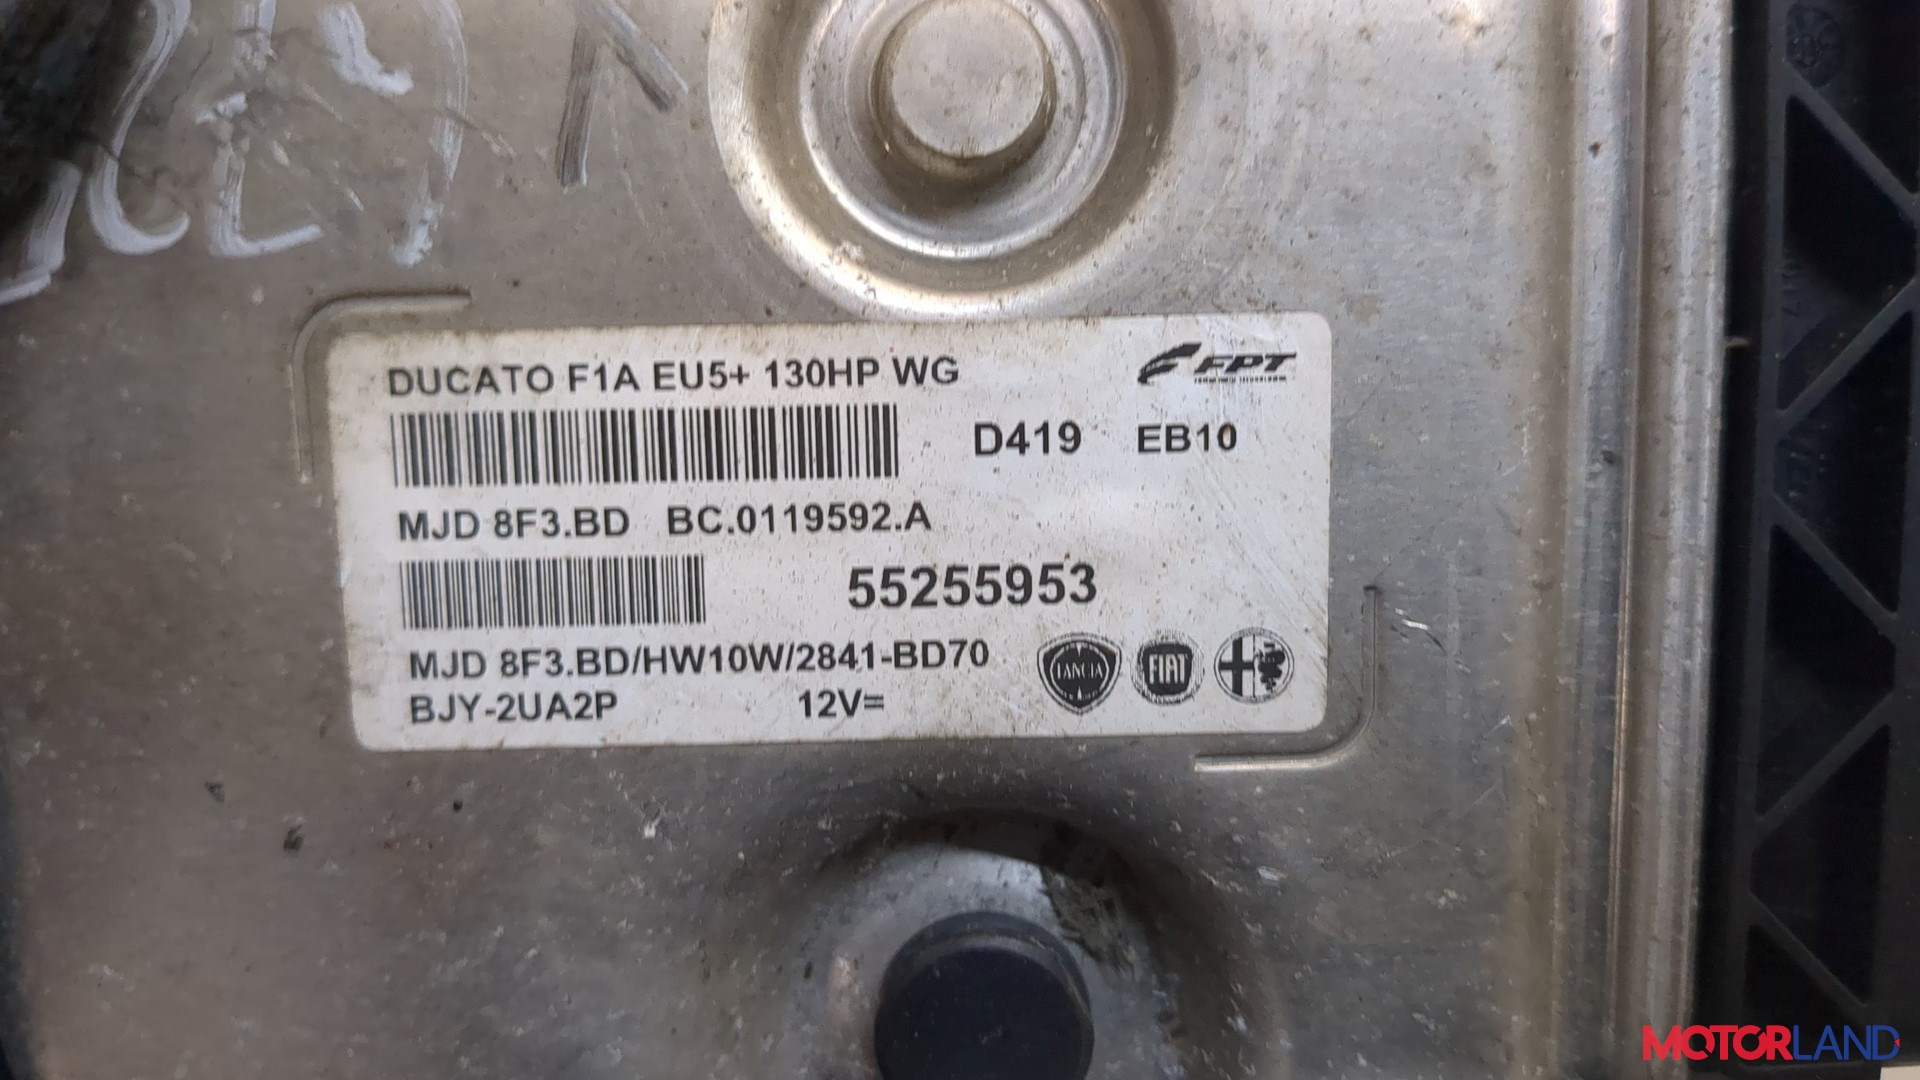 DUCATO F1A EU5+ 130HP WG
FPT
D419 EB10
MJD 8F3.BD BC.0119592.A
55255953
MJD 8F3.BD/HW10W/2841-BD70
BJY-2UA2P 12V=
LANCIA
FIAT
MOTORLAND